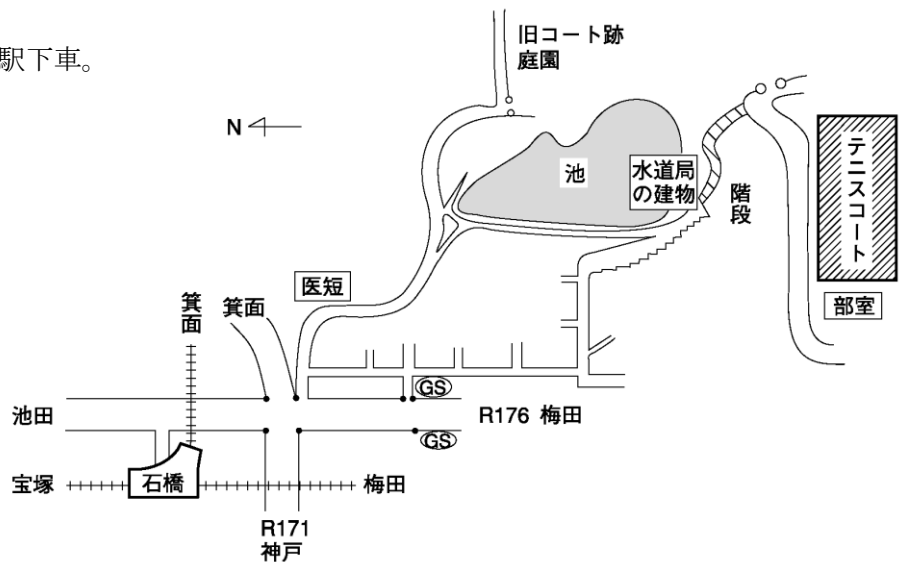 駅下車。
旧コート跡
庭園
N
池
水道局
の建物
階段
テニスコート
部室
医短
箕面
箕面
池田
GS
R176 梅田
GS
宝塚
石橋
梅田
R171
神戸